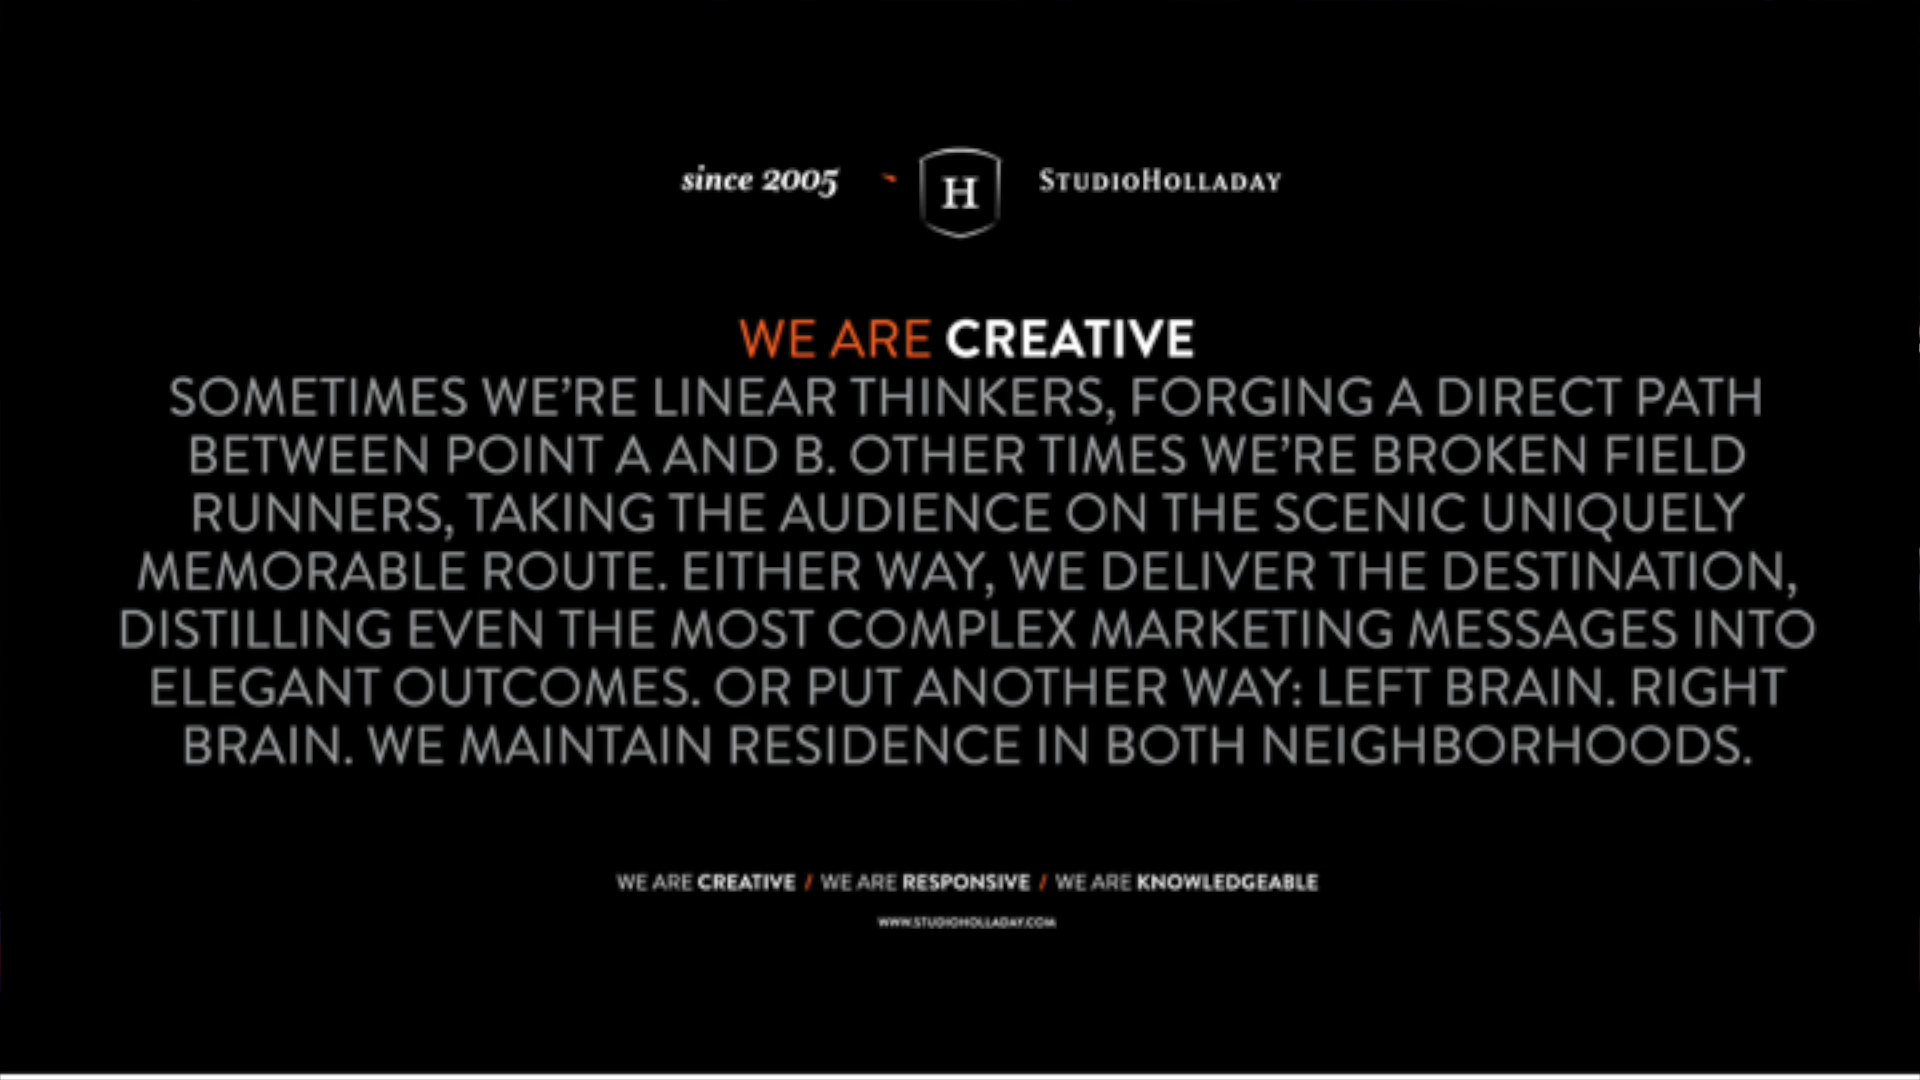 since 2005 H STUDIOHOLLADAY
WE ARE CREATIVE
SOMETIMES WE’RE LINEAR THINKERS, FORGING A DIRECT PATH
BETWEEN POINT A AND B. OTHER TIMES WE’RE BROKEN FIELD
RUNNERS, TAKING THE AUDIENCE ON THE SCENIC UNIQUELY
MEMORABLE ROUTE. EITHER WAY, WE DELIVER THE DESTINATION,
DISTILLING EVEN THE MOST COMPLEX MARKETING MESSAGES INTO
ELEGANT OUTCOMES. OR PUT ANOTHER WAY: LEFT BRAIN. RIGHT
BRAIN. WE MAINTAIN RESIDENCE IN BOTH NEIGHBORHOODS.
WE ARE CREATIVE / WE ARE RESPONSIVE / WE ARE KNOWLEDGEABLE
WWW.STUDIOHOLLADAY.COM